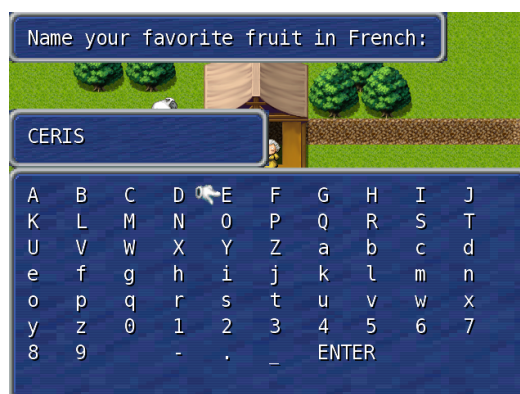 Name your favorite fruit in French:
CERIS
A B C D E F G H I J
K L M N O P Q R S T
U V W X Y Z a b c d
e f g h i j k l m n
o p q r s t u v w x
y z 0 1 2 3 4 5 6 7
8 9 - . _ ENTER